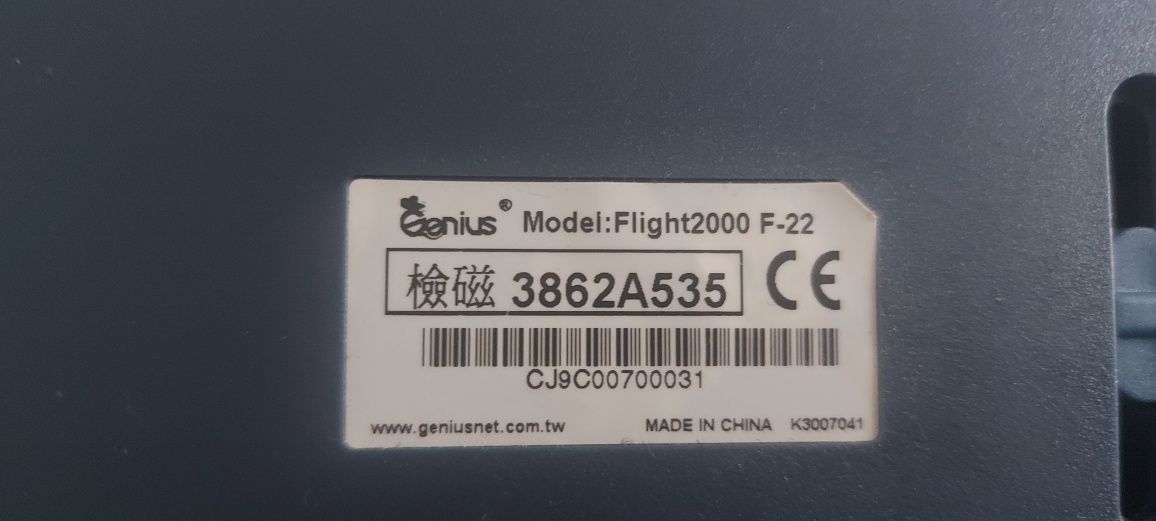 Genius® Model:Flight2000 F-22
檢磁 3862A535 CE
CJ9C00700031
www.geniusnet.com.tw MADE IN CHINA K3007041